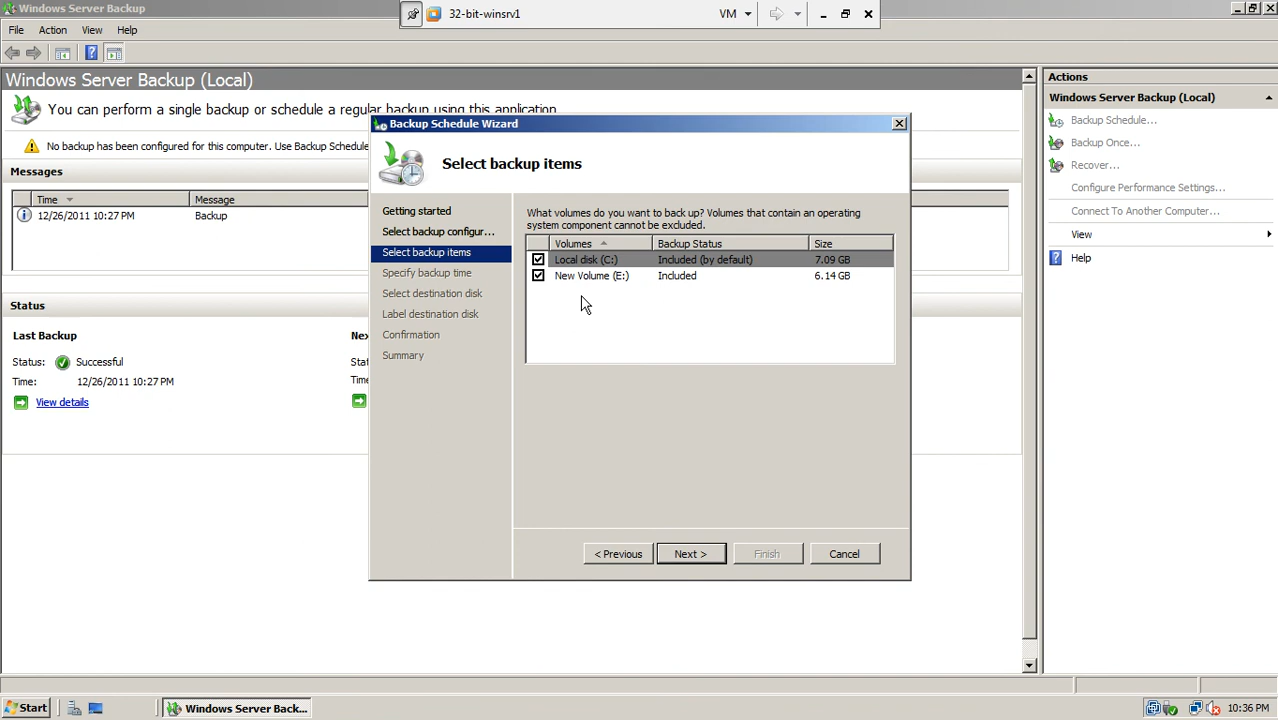 Windows Server Backup
32-bit-winsrv1
VM
File Action View Help
Windows Server Backup (Local)
You can perform a single backup or schedule a regular backup using this application.
No backup has been configured for this computer. Use Backup Schedule
Messages
Time Message
12/26/2011 10:27 PM Backup
Status
Last Backup
Nex
Status: Successful
Stat
Time: 12/26/2011 10:27 PM
Time
View details
Backup Schedule Wizard
Select backup items
Getting started
Select backup configur...
Select backup items
Specify backup time
Select destination disk
Label destination disk
Confirmation
Summary
What volumes do you want to back up? Volumes that contain an operating
system component cannot be excluded.
Volumes Backup Status Size
Local disk (C:) Included (by default) 7.09 GB
New Volume (E:) Included 6.14 GB
< Previous Next > Finish Cancel
Actions
Windows Server Backup (Local)
Backup Schedule...
Backup Once...
Recover...
Configure Performance Settings...
Connect To Another Computer...
View
Help
Start Windows Server Back... 10:36 PM